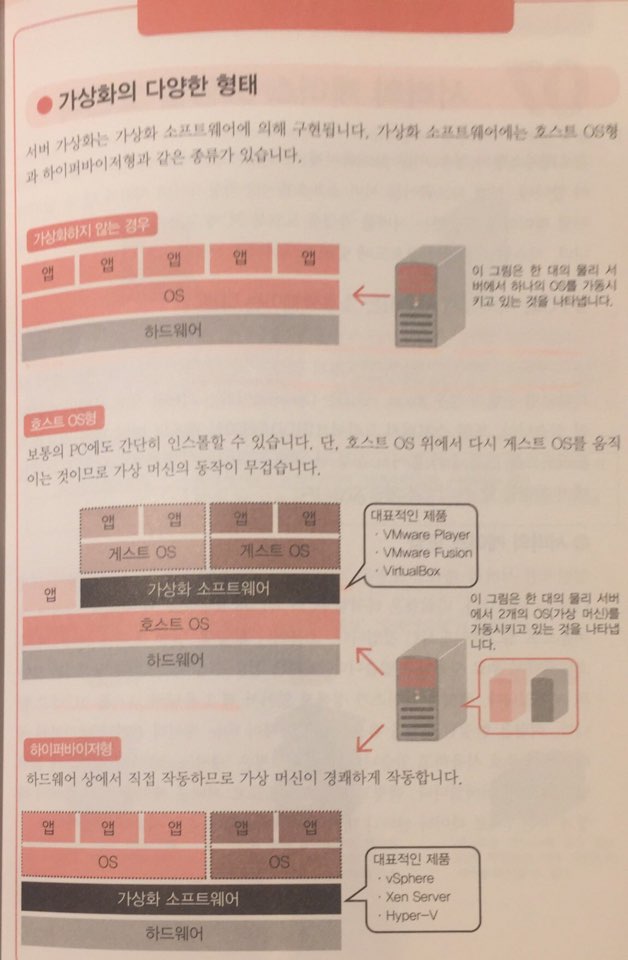 ● 가상화의 다양한 형태
서버 가상화는 가상화 소프트웨어에 의해 구현됩니다. 가상화 소프트웨어에는 호스트 OS형
과 하이퍼바이저형과 같은 종류가 있습니다.
가상화하지 않는 경우
앱 앱 앱 앱 앱
OS
하드웨어
이 그림은 한 대의 물리 서
버에서 하나의 OS를 가동시
키고 있는 것을 나타냅니다.
호스트 OS형
보통의 PC에도 간단히 인스톨할 수 있습니다. 단, 호스트 OS 위에서 다시 게스트 OS를 움직
이는 것이므로 가상 머신의 동작이 무겁습니다.
앱 앱 앱 앱
게스트 OS 게스트 OS
앱 가상화 소프트웨어
호스트 OS
하드웨어
대표적인 제품
· VMware Player
· VMware Fusion
· VirtualBox
이 그림은 한 대의 물리 서버
에서 2개의 OS(가상 머신)를
가동시키고 있는 것을 나타냅
니다.
하이퍼바이저형
하드웨어 상에서 직접 작동하므로 가상 머신이 경쾌하게 작동합니다.
앱 앱 앱 앱 앱
OS OS
가상화 소프트웨어
하드웨어
대표적인 제품
· vSphere
· Xen Server
· Hyper-V